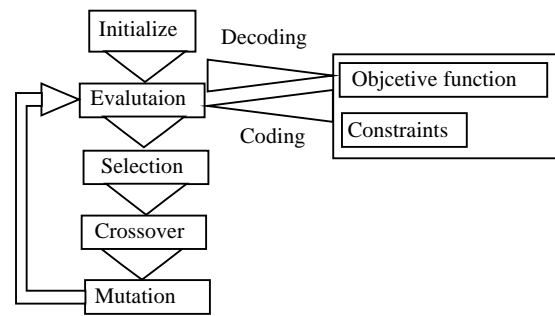 Initialize
Decoding
Objcetive function
Evalutaion
Coding
Constraints
Selection
Crossover
Mutation